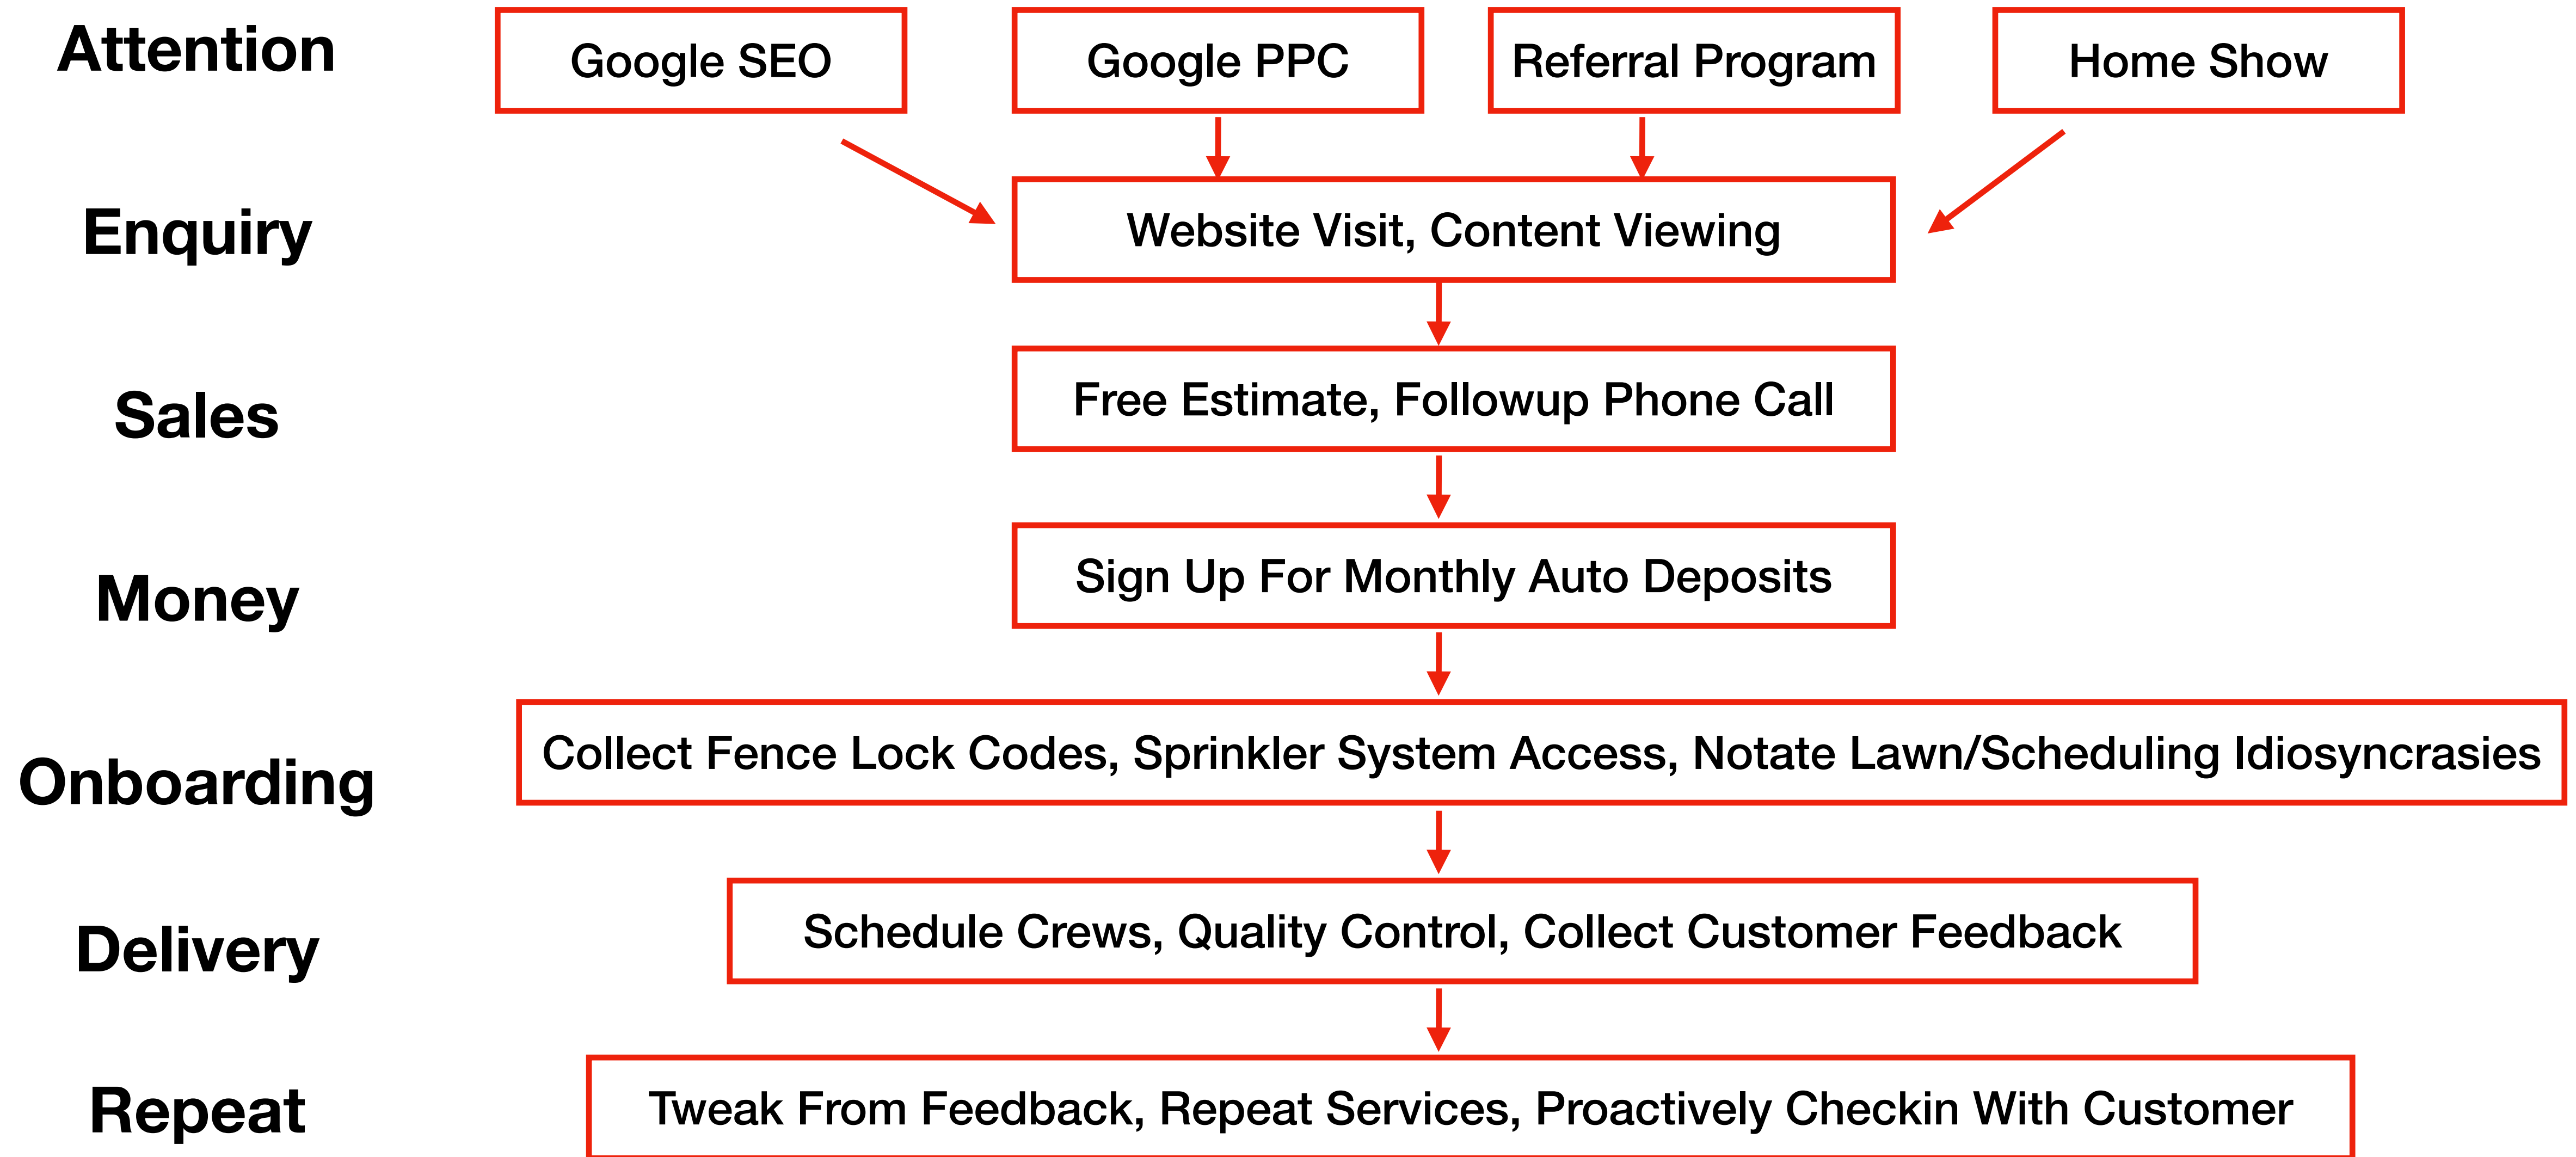 Attention
Google SEO
Google PPC
Referral Program
Home Show
Enquiry
Website Visit, Content Viewing
Sales
Free Estimate, Followup Phone Call
Money
Sign Up For Monthly Auto Deposits
Onboarding
Collect Fence Lock Codes, Sprinkler System Access, Notate Lawn/Scheduling Idiosyncrasies
Delivery
Schedule Crews, Quality Control, Collect Customer Feedback
Repeat
Tweak From Feedback, Repeat Services, Proactively Checkin With Customer